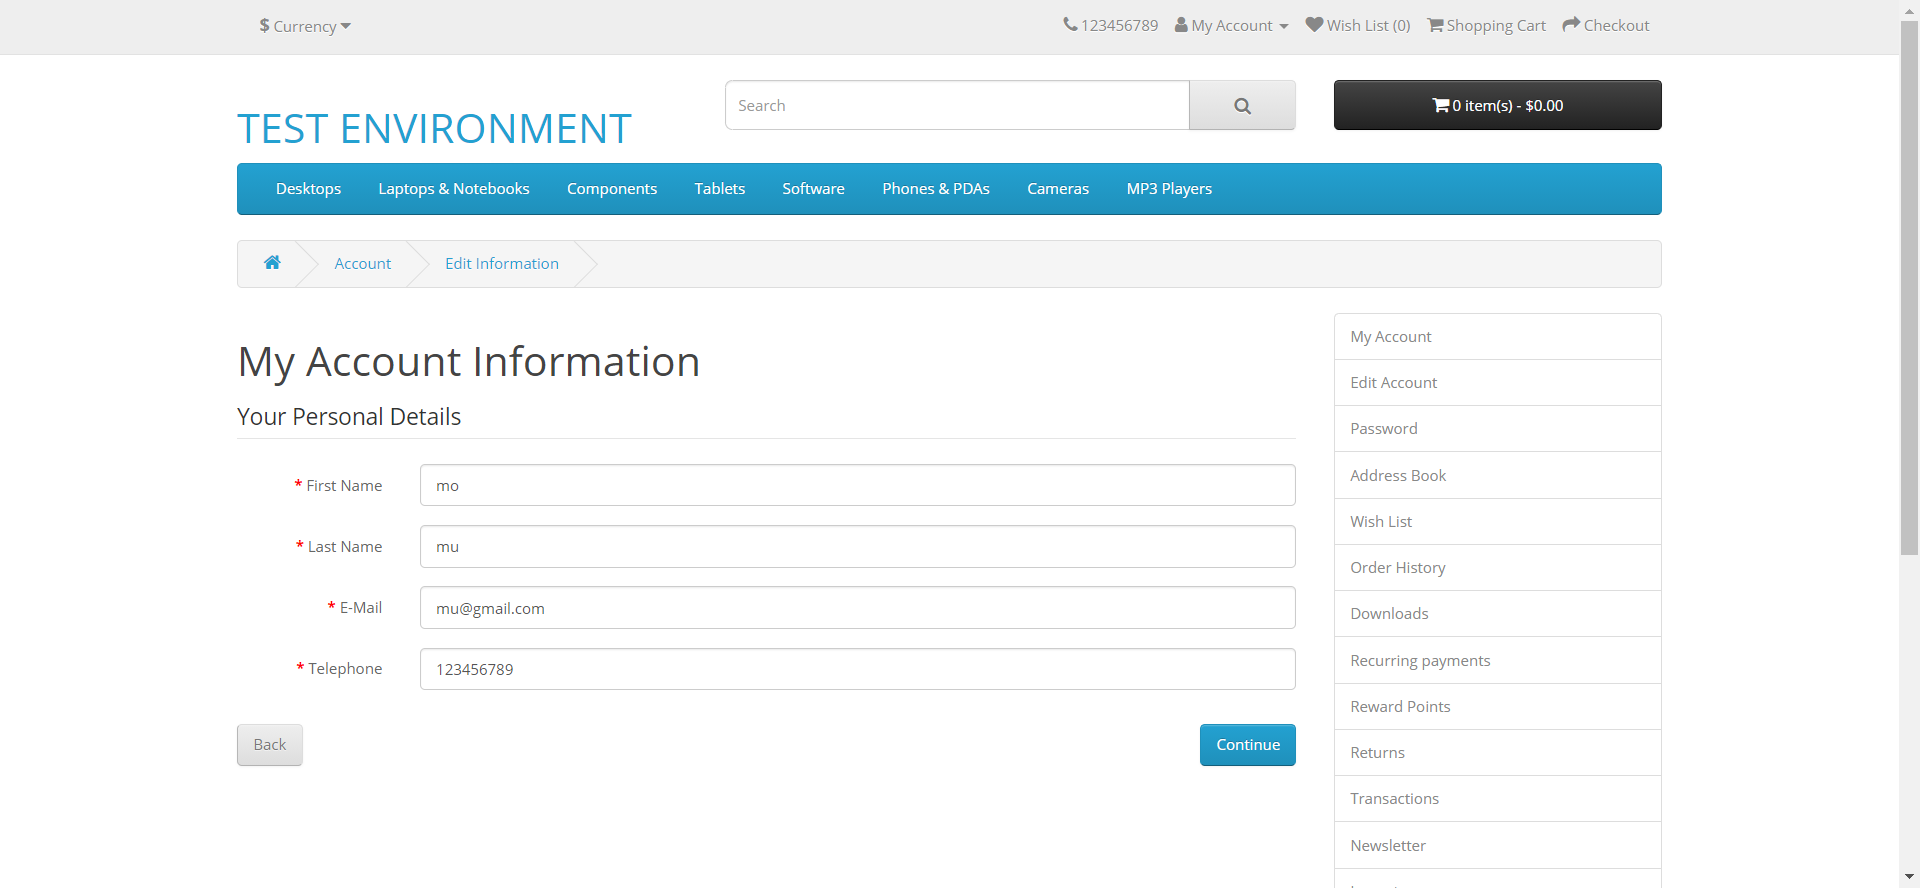 $ Currency
123456789 My Account Wish List (0) Shopping Cart Checkout
TEST ENVIRONMENT
Search
0 item(s) - $0.00
Desktops Laptops & Notebooks Components Tablets Software Phones & PDAs Cameras MP3 Players
Account Edit Information
My Account Information
Your Personal Details
* First Name mo
* Last Name mu
* E-Mail mu@gmail.com
* Telephone 123456789
Back Continue
My Account
Edit Account
Password
Address Book
Wish List
Order History
Downloads
Recurring payments
Reward Points
Returns
Transactions
Newsletter